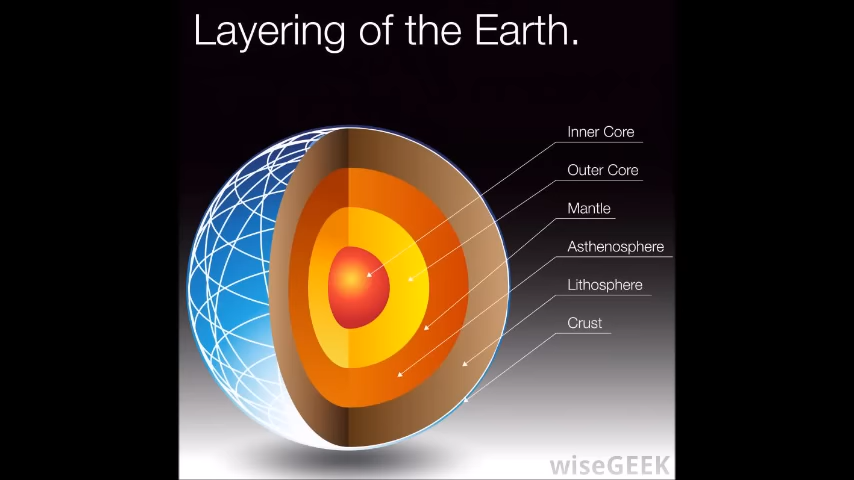 Layering of the Earth.
Inner Core
Outer Core
Mantle
Asthenosphere
Lithosphere
Crust
wiseGEEK